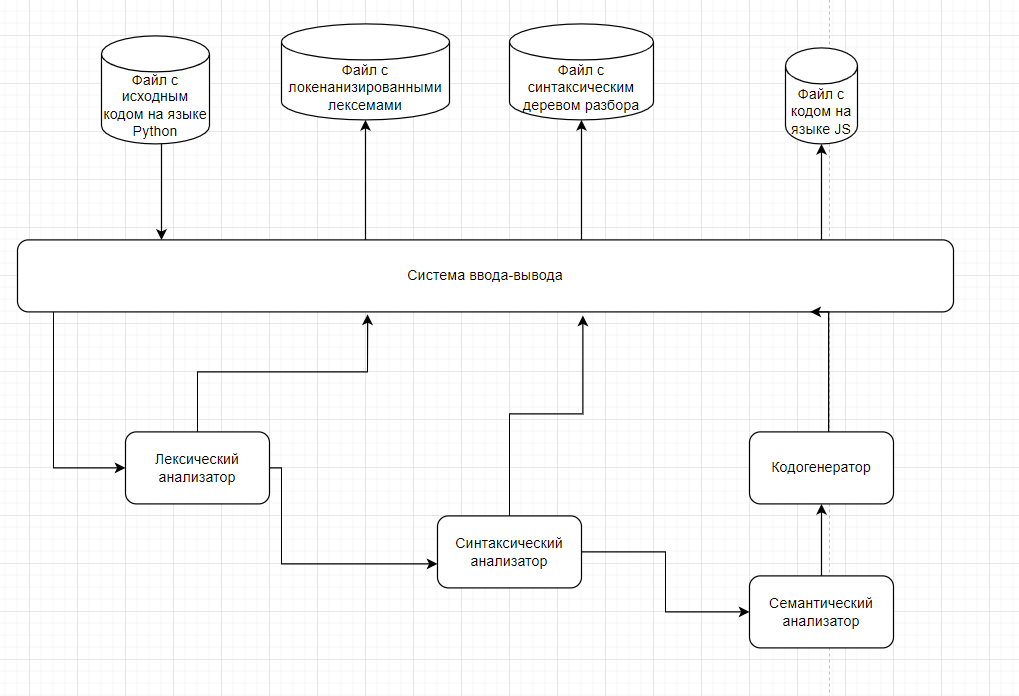 Файл с
исходным
кодом на языке
Python
Файл с
локенанизированными
лексемами
Файл с
синтаксическим
деревом разбора
Файл с
кодом на
языке JS
Система ввода-вывода
Лексический
анализатор
Синтаксический
анализатор
Кодогенератор
Семантический
анализатор